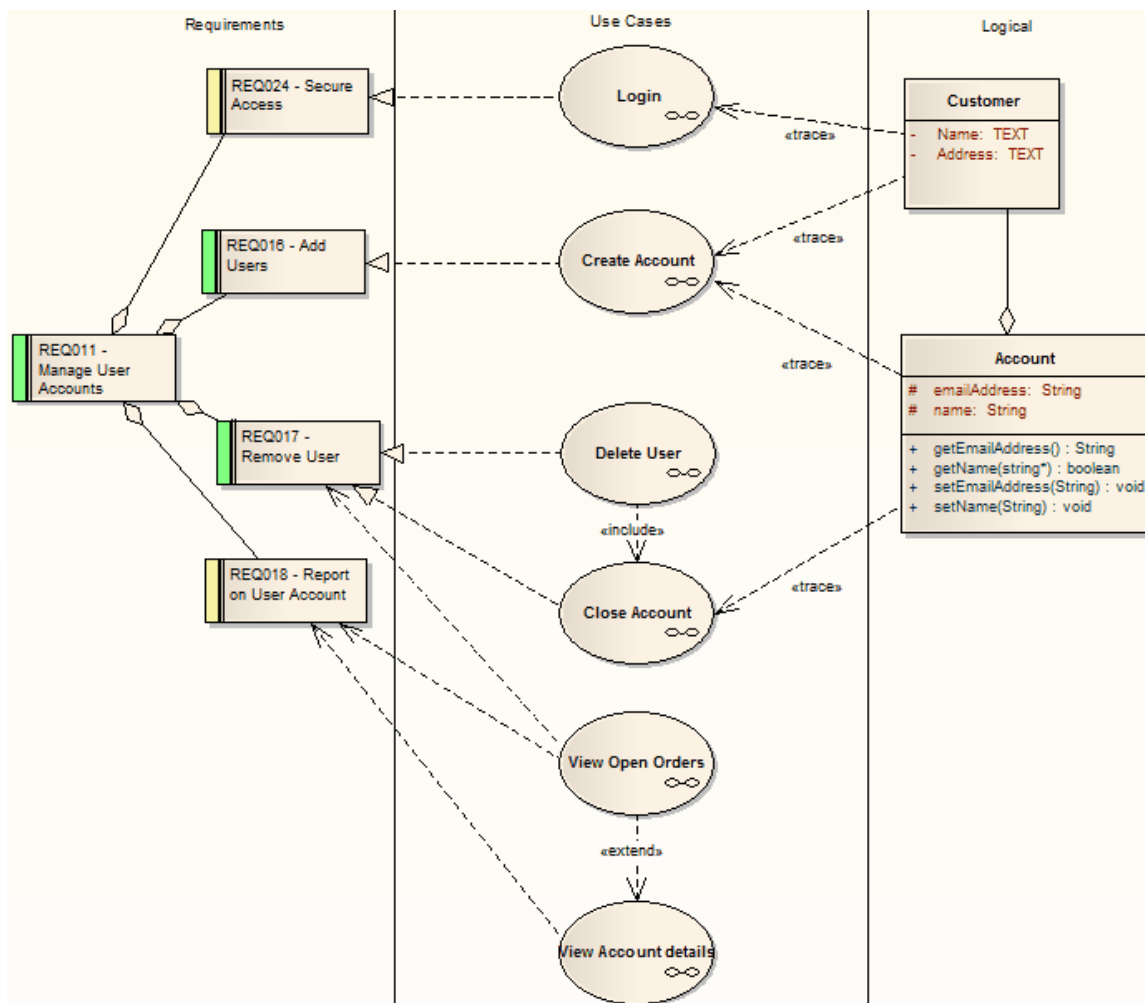 Requirements
Use Cases
Logical
REQ024 - Secure
Access
Login
Customer
- Name: TEXT
- Address: TEXT
«trace»
REQ016 - Add
Users
Create Account
«trace»
REQ011 -
Manage User
Accounts
«trace»
Account
# emailAddress: String
# name: String
+ getEmailAddress() : String
+ getName(string*) : boolean
+ setEmailAddress(String) : void
+ setName(String) : void
REQ017 -
Remove User
Delete User
«include»
REQ018 - Report
on User Account
Close Account
«trace»
View Open Orders
«extend»
View Account details